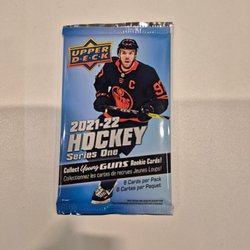 UPPER
DECK
C
2021-22
HOCKEY
Series One
Collect Young GUNS Rookie Cards!
Collectionnez les cartes de recrues Jeunes Loups!
8 Cards per Pack
8 Cartes par Paquet